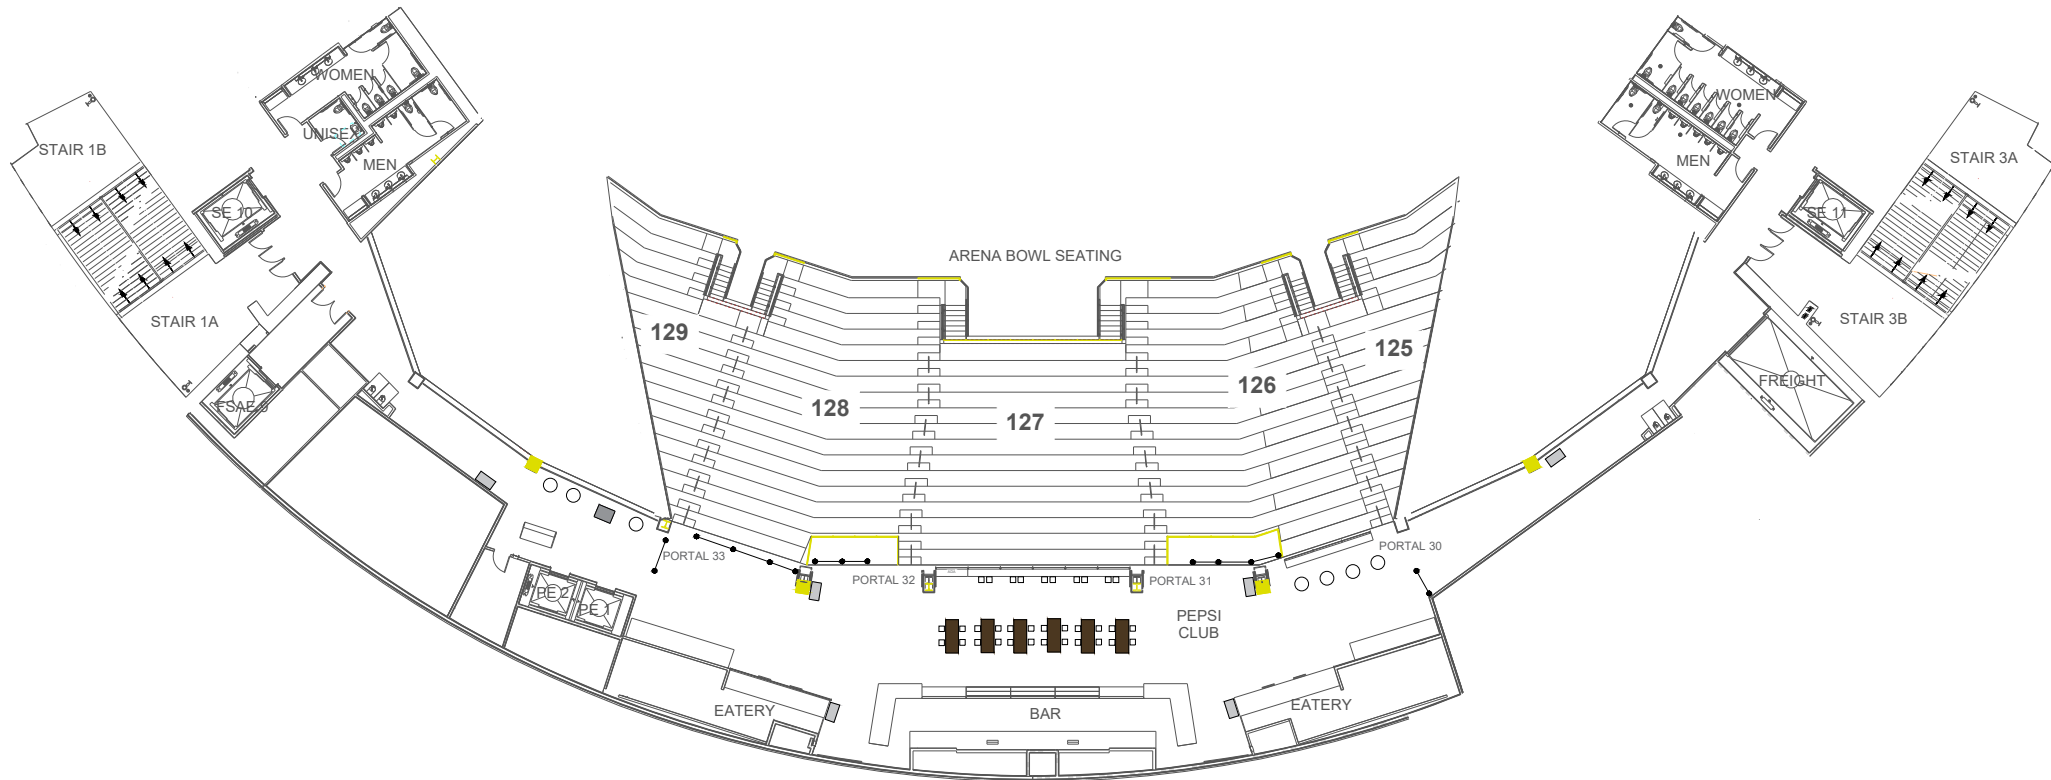 WOMEN
WOMEN
UNISEX
STAIR 1B
MEN
MEN
STAIR 3A
SE 10
SE 11
ARENA BOWL SEATING
STAIR 1A
STAIR 3B
129
125
126
128
127
FREIGHT
FSAE 9
PORTAL 33
PORTAL 32
PORTAL 31
PORTAL 30
PE 2
PE 1
PEPSI
CLUB
EATERY
BAR
EATERY